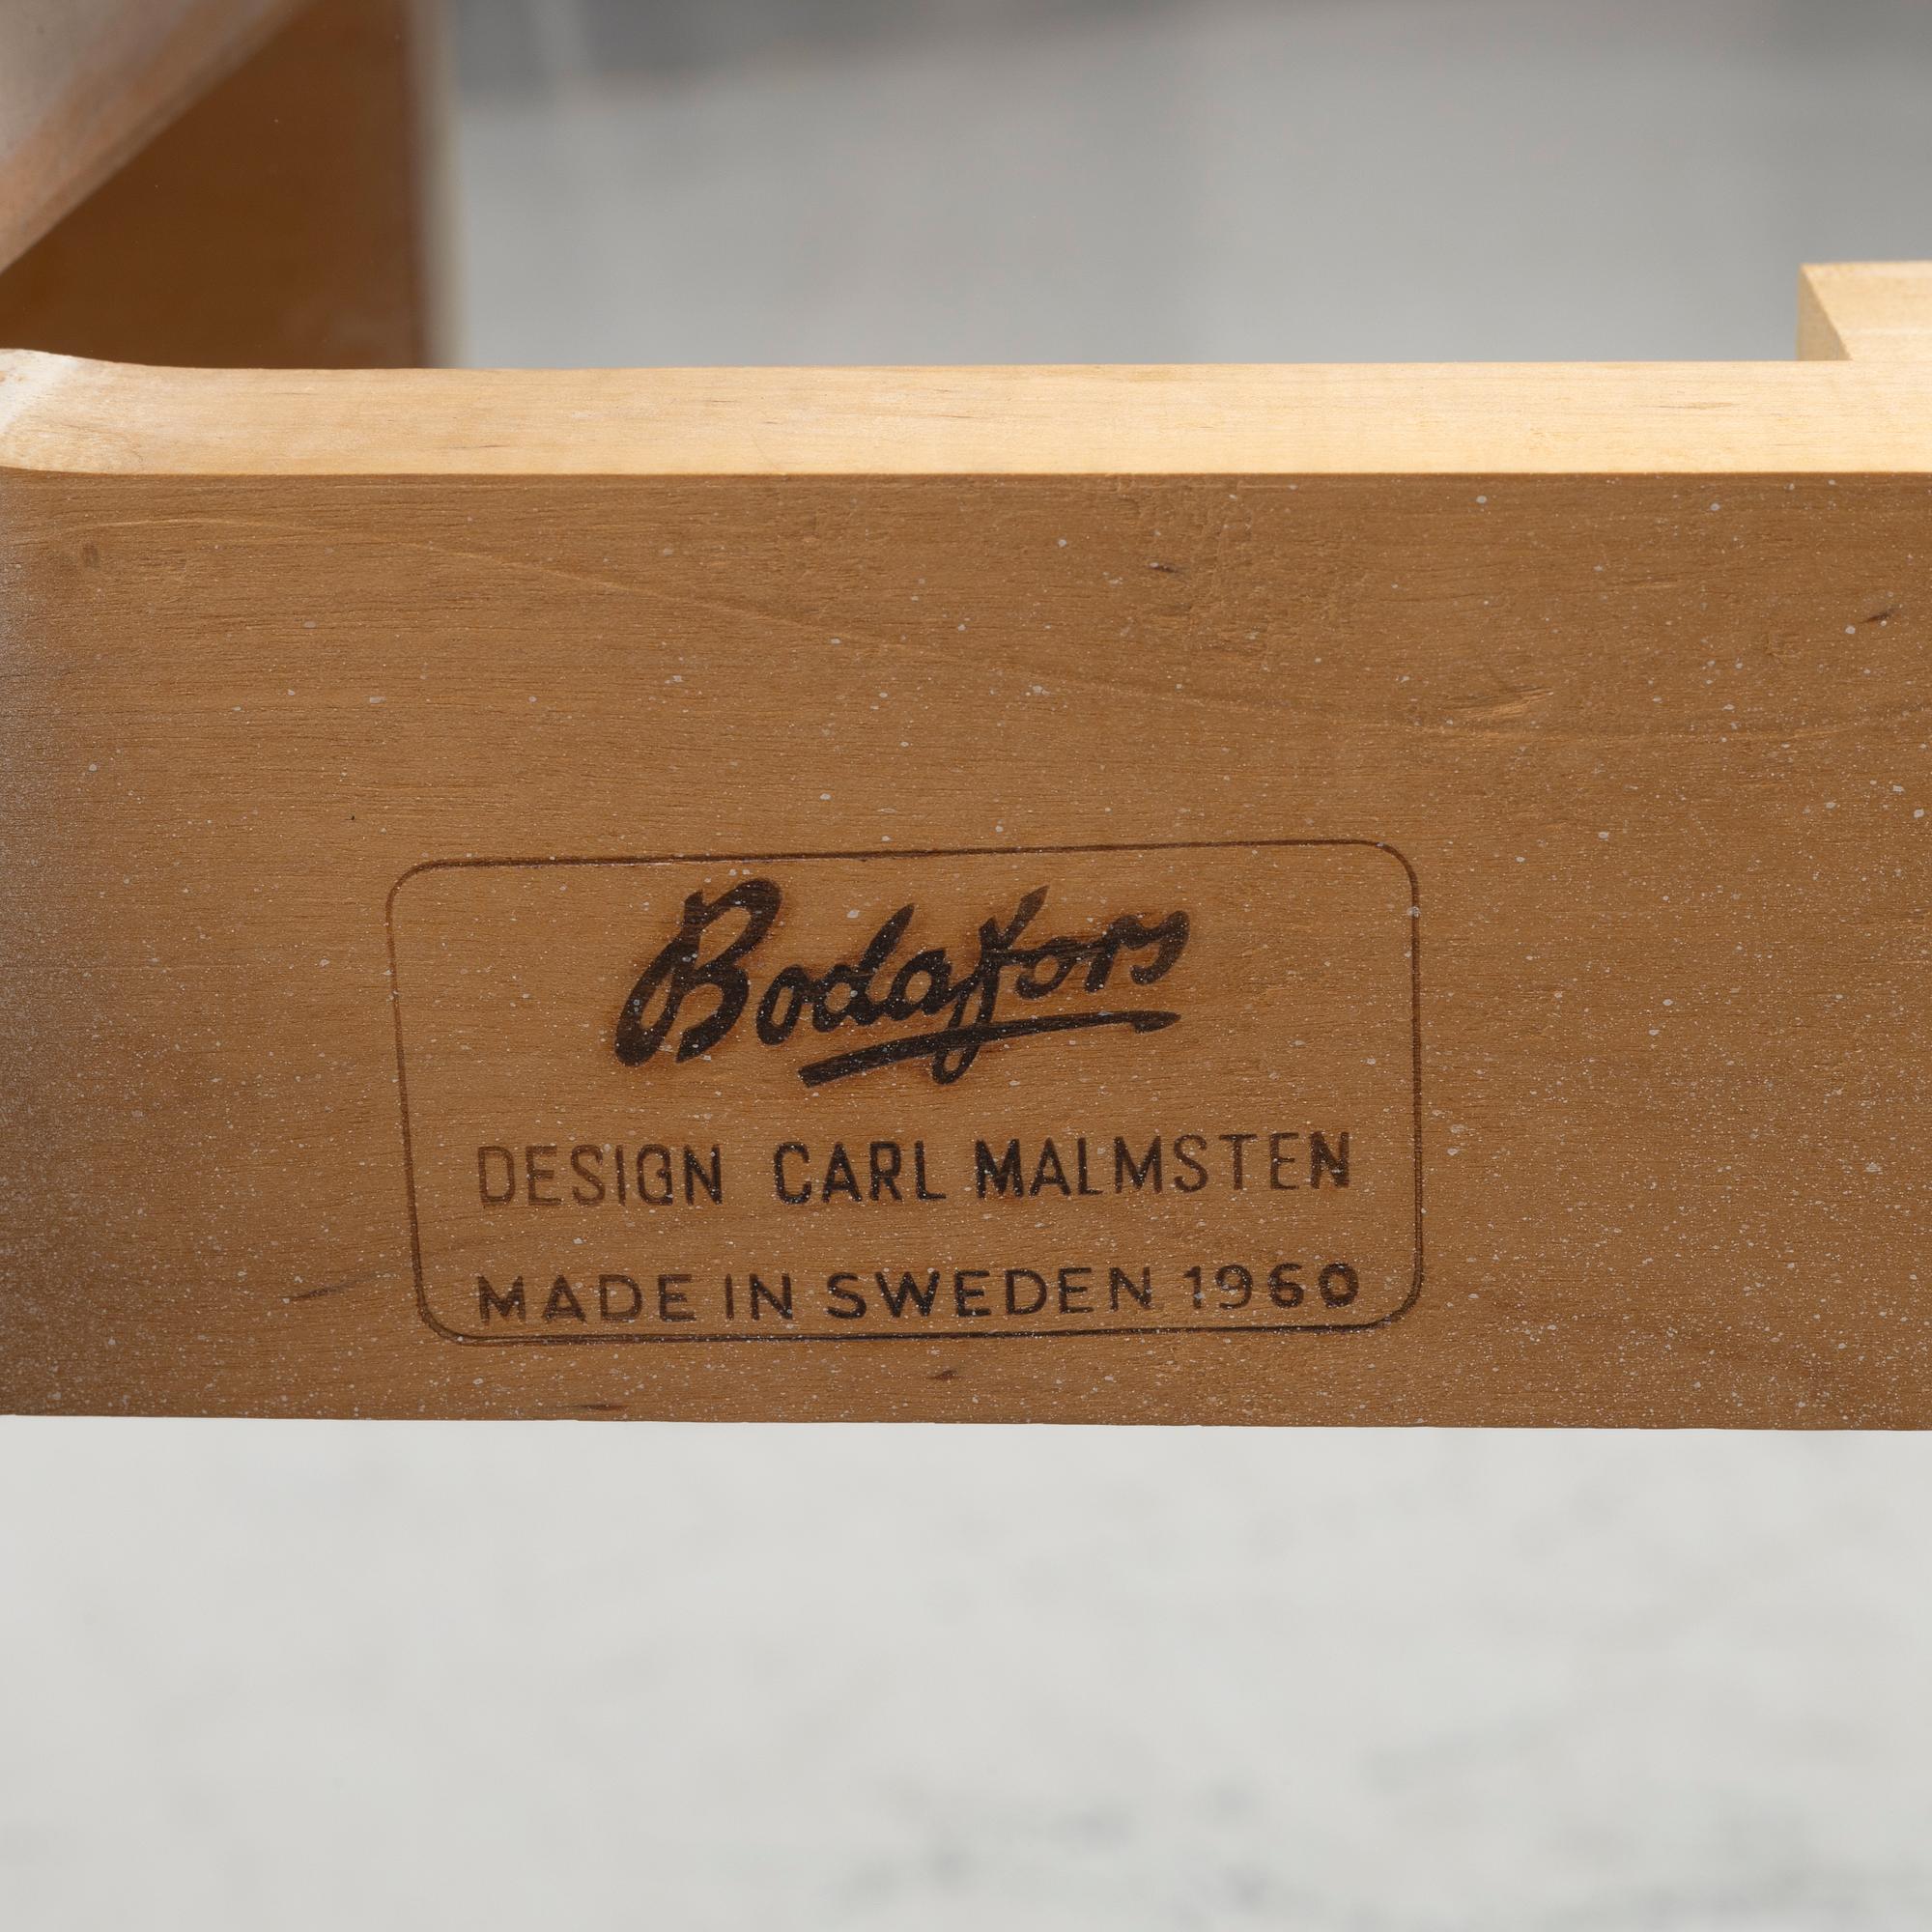 Bodafors
DESIGN CARL MALMSTEN
MADE IN SWEDEN 1960